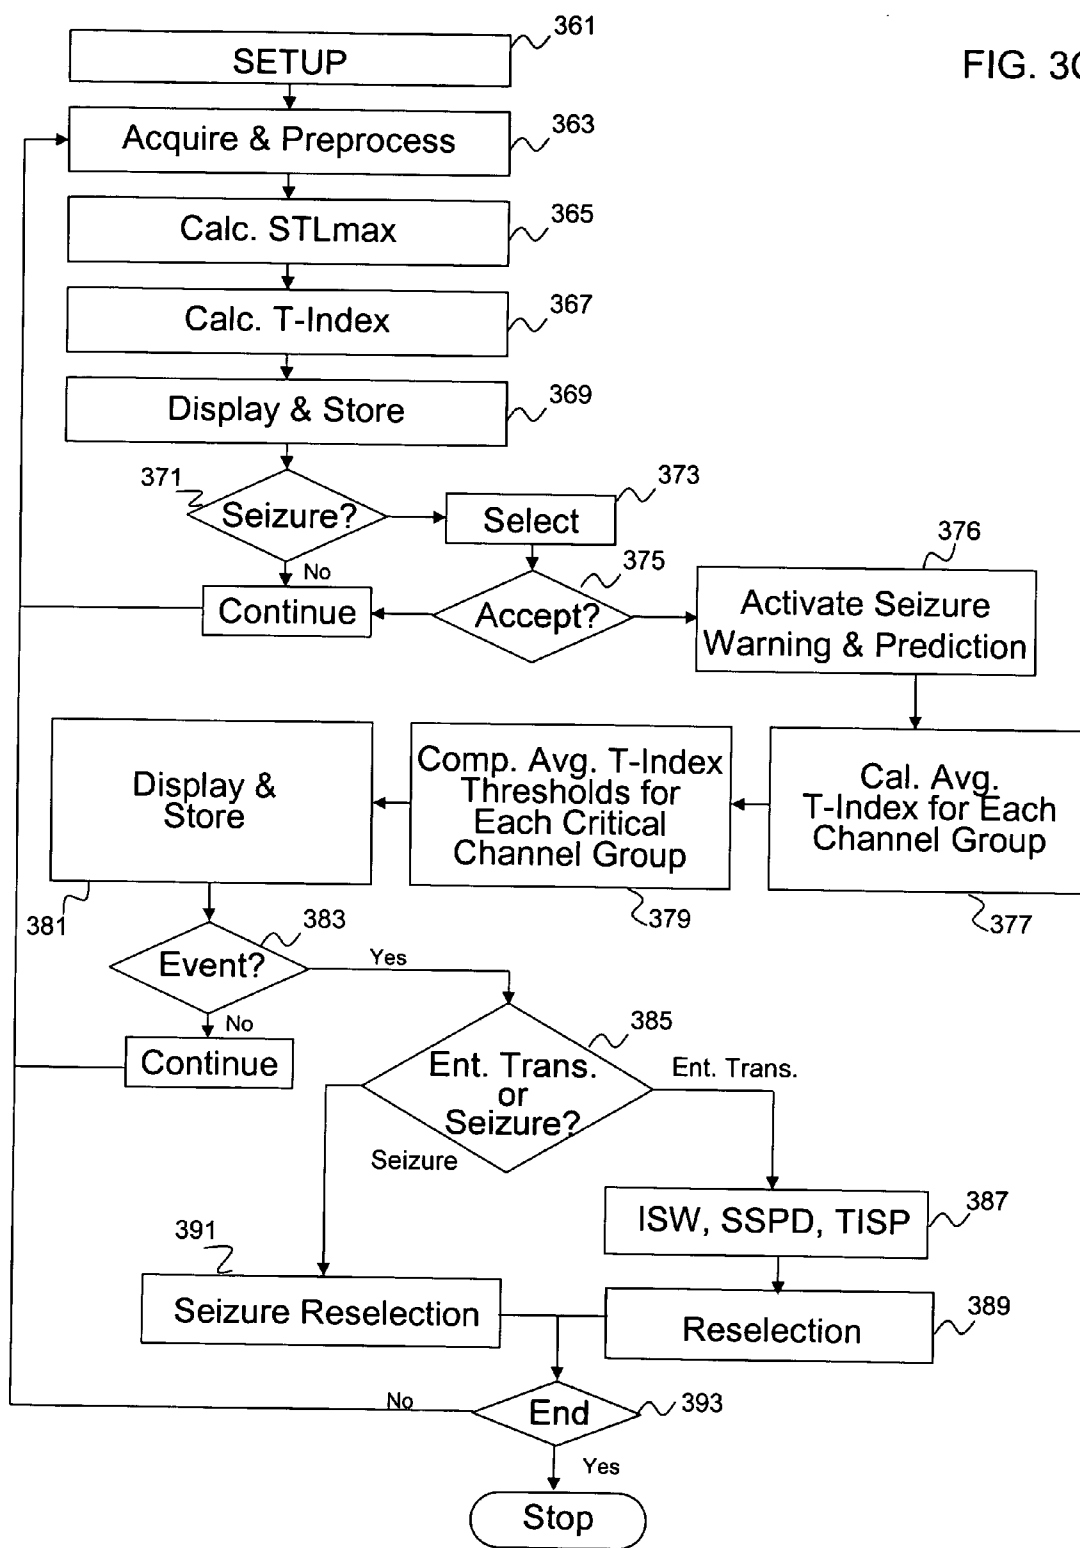 361
SETUP
FIG. 30
Acquire & Preprocess
363
Calc. STLmax
365
Calc. T-Index
367
Display & Store
369
371
Seizure?
373
Select
No
375
376
Continue
Accept?
Activate Seizure
Warning & Prediction
Display &
Store
Comp. Avg. T-Index
Thresholds for
Each Critical
Channel Group
Cal. Avg.
T-Index for Each
Channel Group
381
379
377
383
Event?
Yes
No
Continue
385
Ent. Trans.
or
Seizure?
Ent. Trans.
Seizure
ISW, SSPD, TISP
387
391
Seizure Reselection
Reselection
389
No
End
393
Yes
Stop